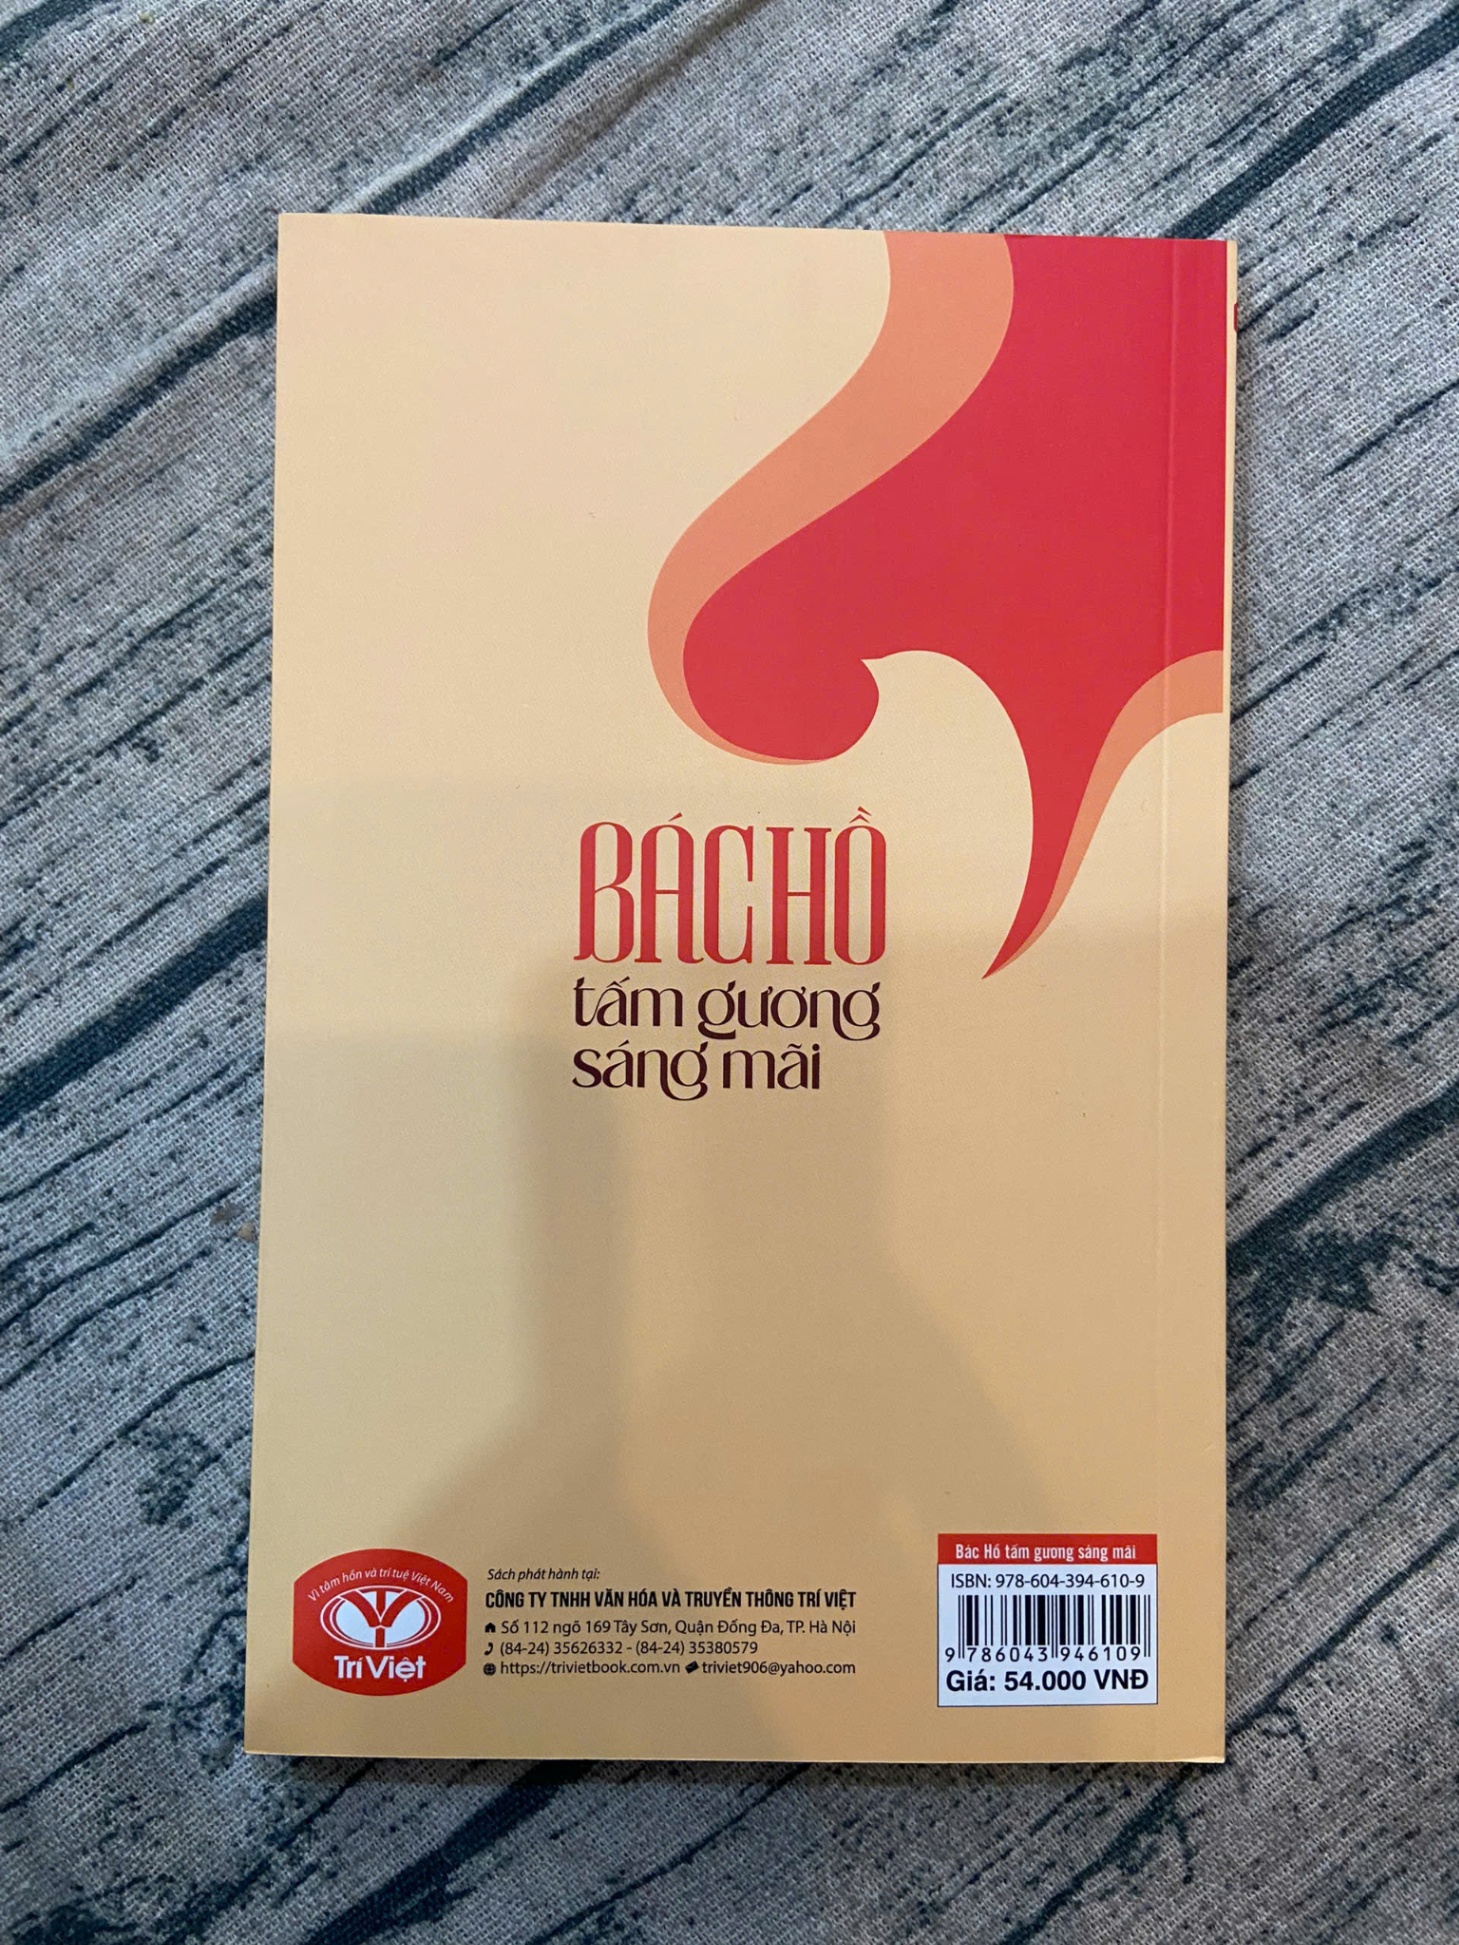 BÁC HỒ
tấm gương
sáng mãi
Vì tâm hồn và trí tuệ Việt Nam
Trí Việt
Sách phát hành tại:
CÔNG TY TNHH VĂN HÓA VÀ TRUYỀN THÔNG TRÍ VIỆT
Số 112 ngõ 169 Tây Sơn, Quận Đống Đa, TP. Hà Nội
(84-24) 35626332 - (84-24) 35380579
https://trivietbook.com.vn triviet906@yahoo.com
Bác Hồ tấm gương sáng mãi
ISBN: 978-604-394-610-9
9 786043 946109
Giá: 54.000 VNĐ